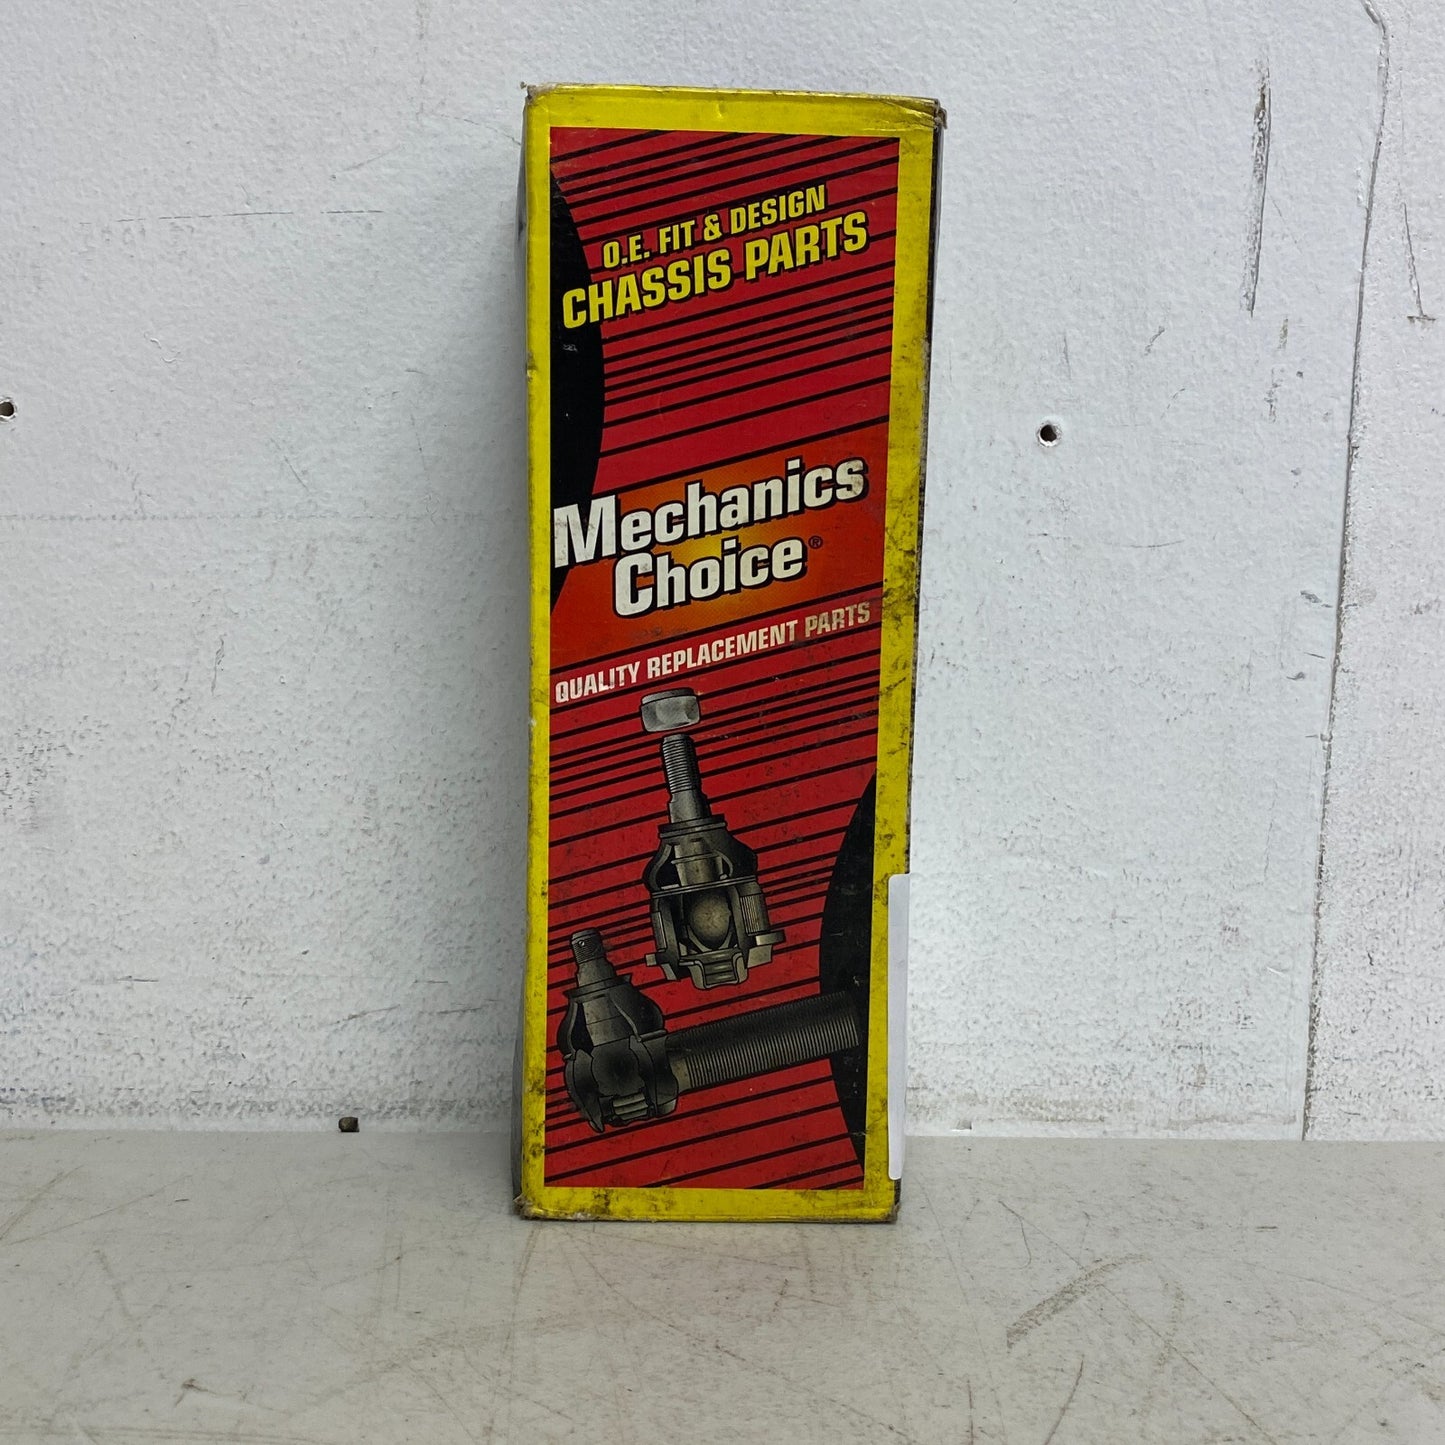 O.E. FIT & DESIGN
CHASSIS PARTS
Mechanics
Choice®
QUALITY REPLACEMENT PARTS